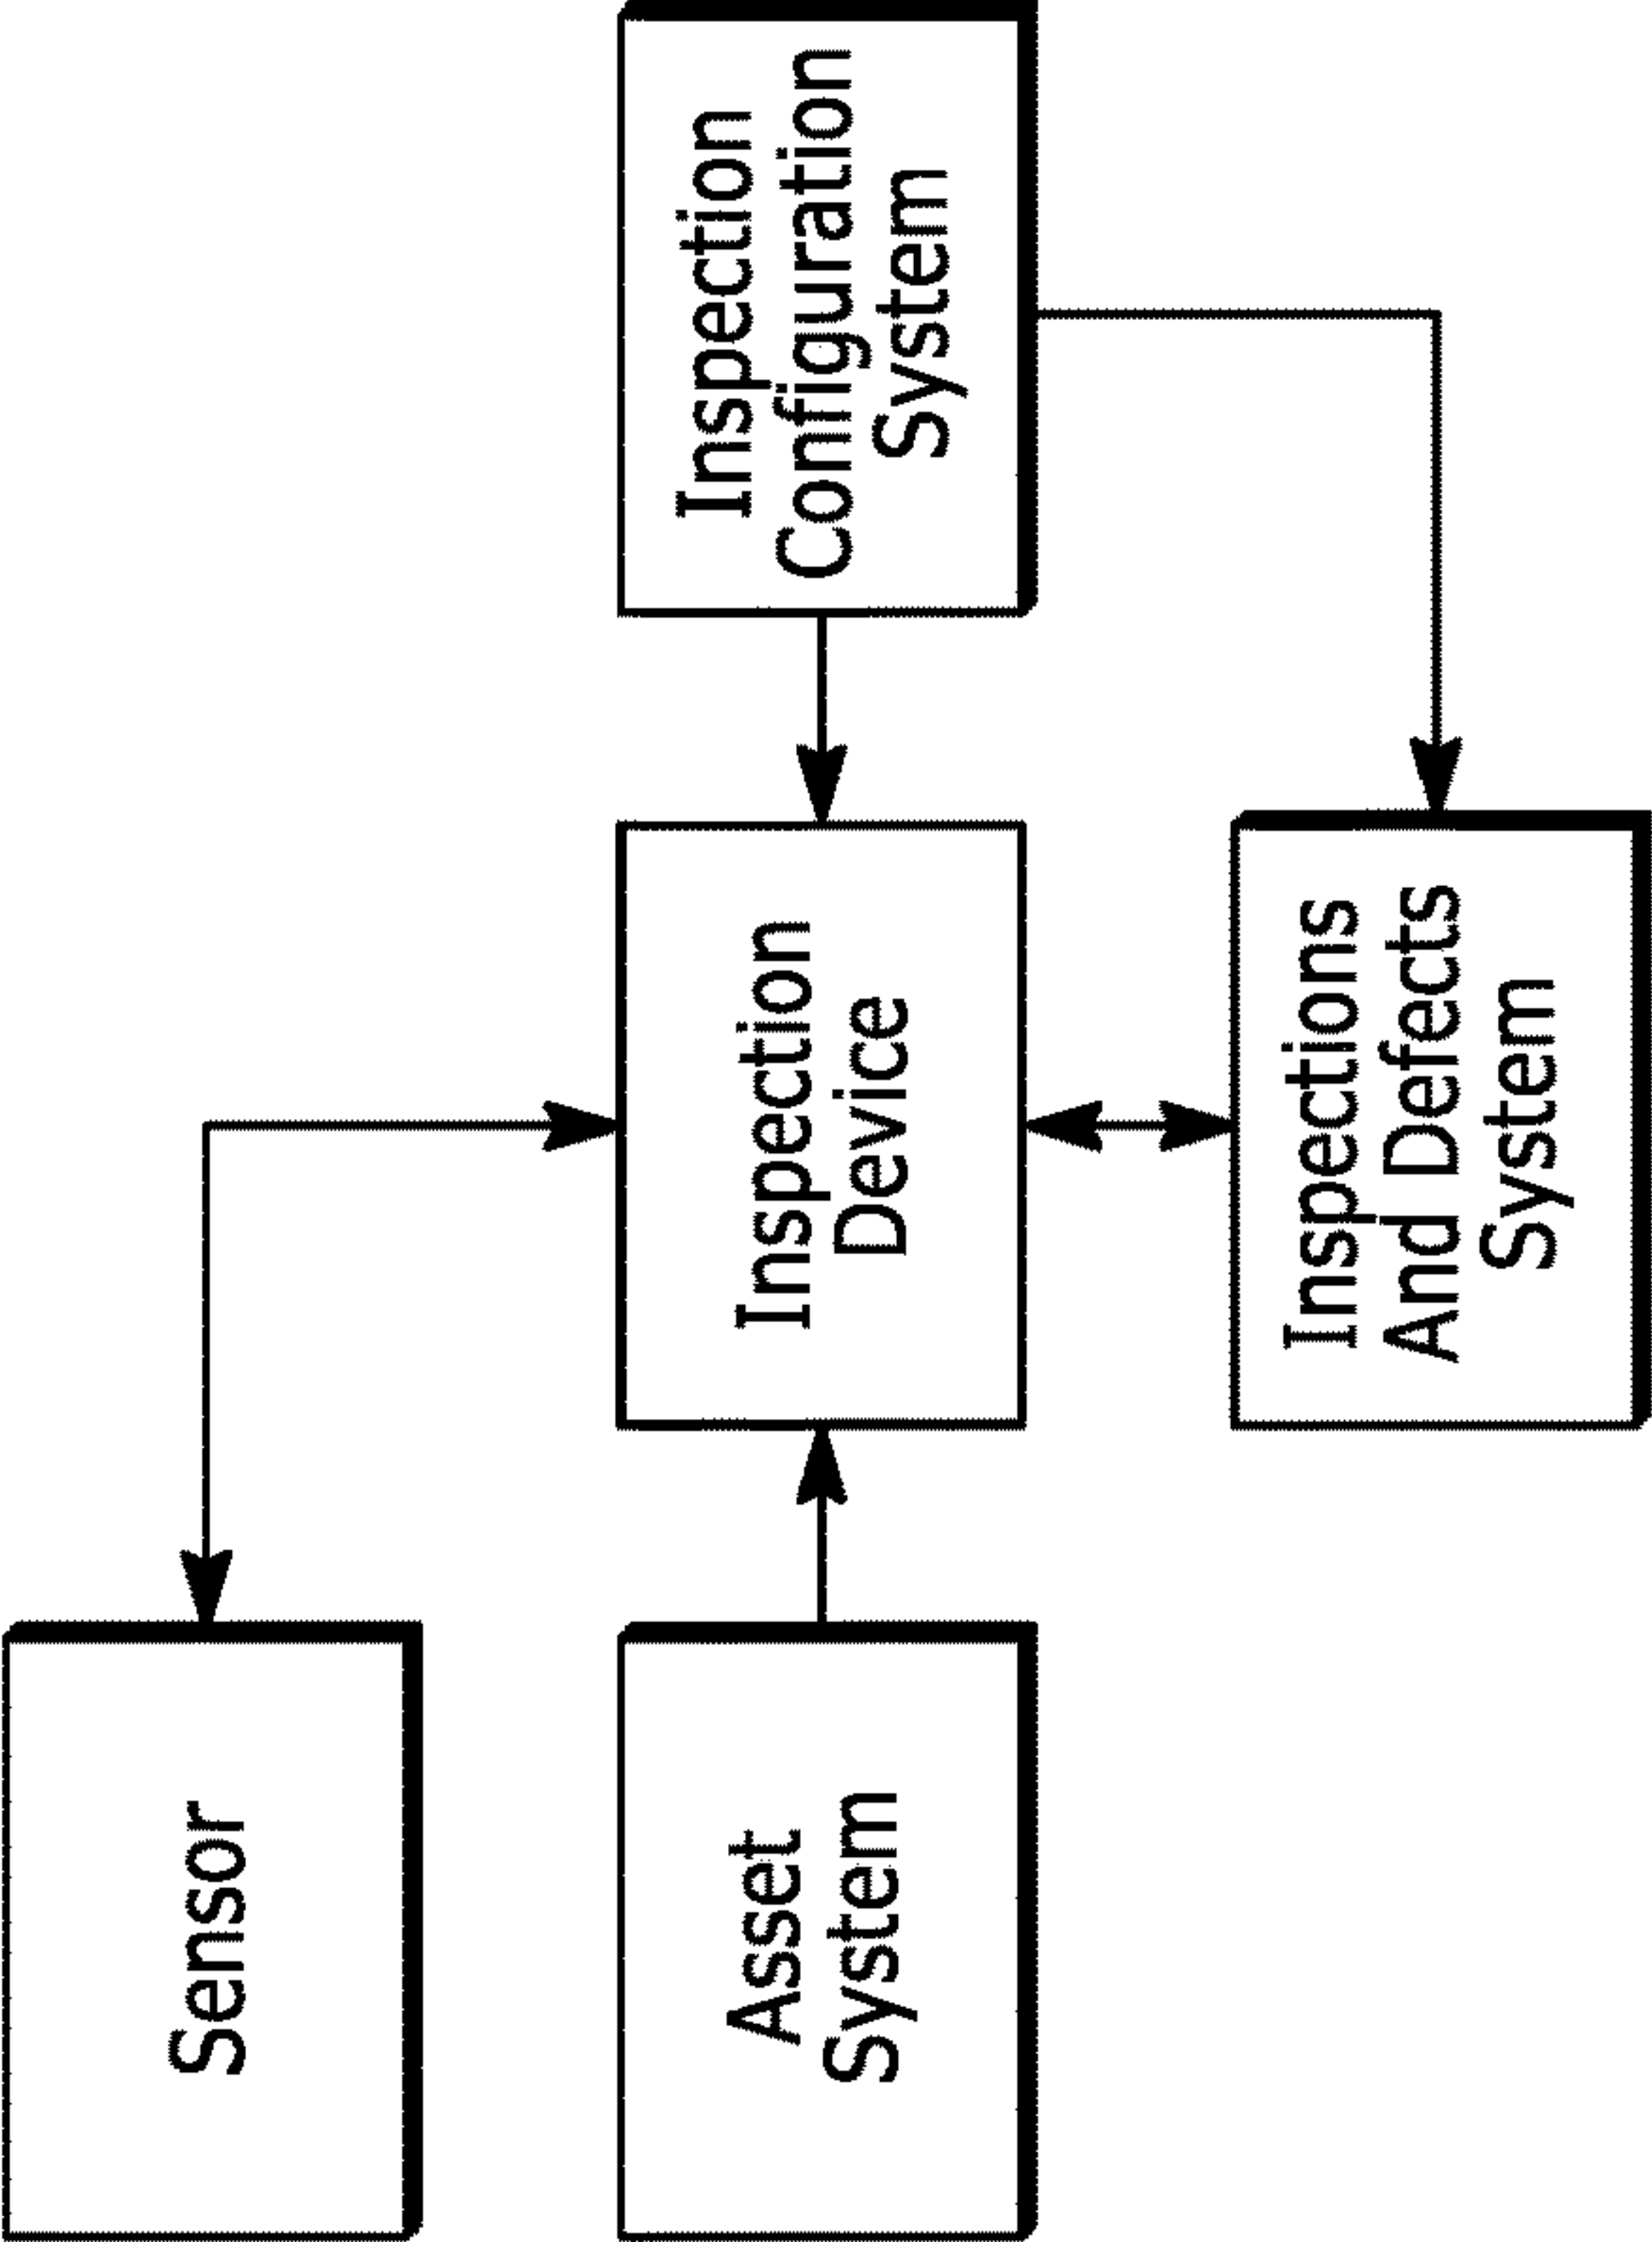 Sensor
Asset
System
Inspection
Device
Inspection
Configuration
System
Inspections
And Defects
System